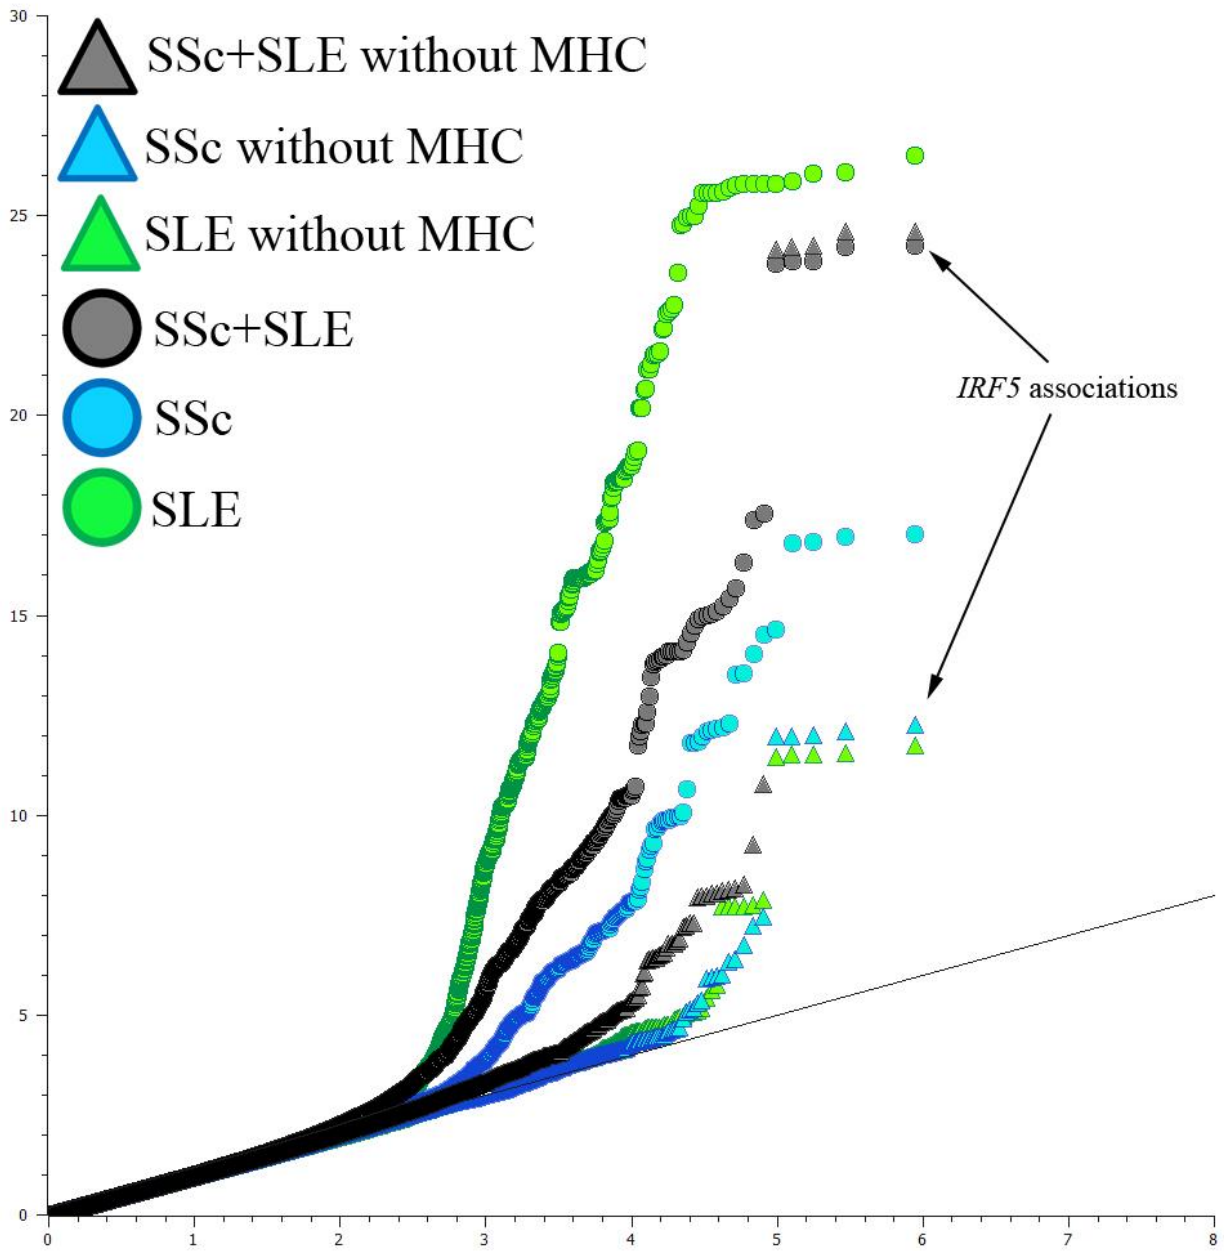 30
SSc+SLE without MHC
SSc without MHC
25
SLE without MHC
SSc+SLE
IRF5 associations
20
SSc
SLE
15
10
5
0
0 1 2 3 4 5 6 7 8